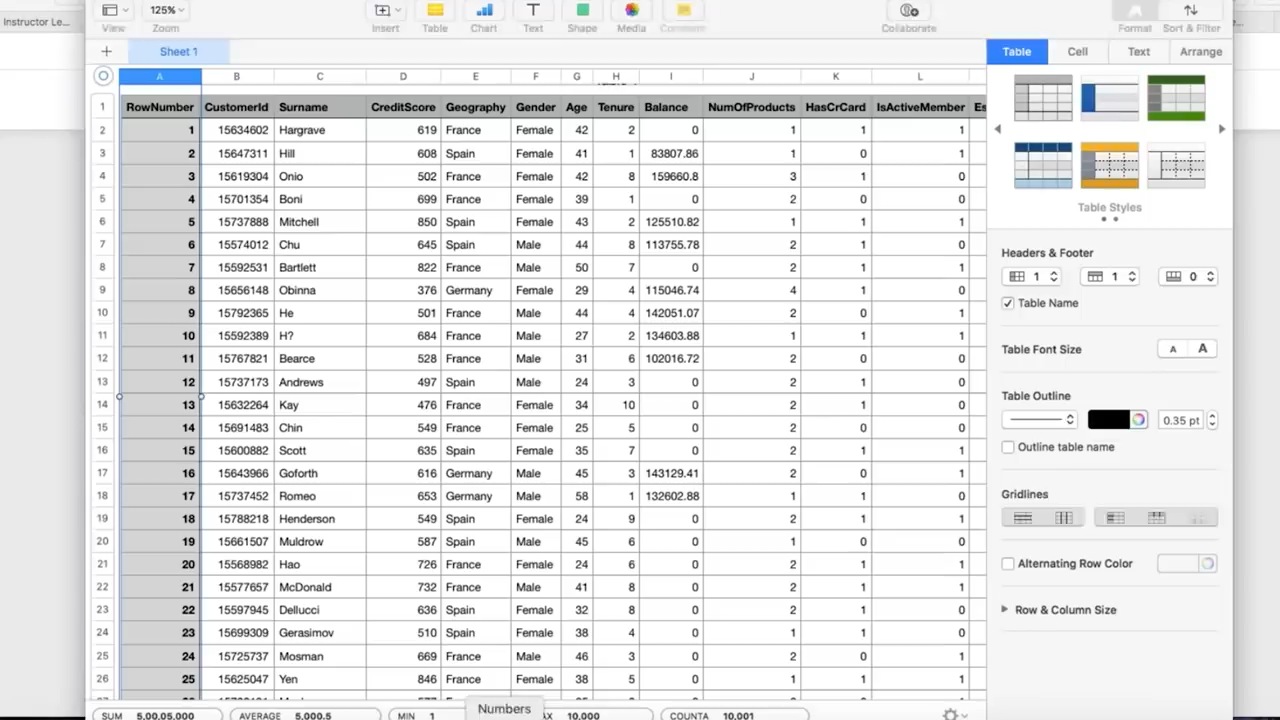 Instructor Le...
125%
View
Zoom
Insert
Table
Chart
Text
Shape
Media
Comment
Collaborate
Format
Sort & Filter
Sheet 1
Table
Cell
Text
Arrange
A B C D E F G H I J K L
1 RowNumber CustomerId Surname CreditScore Geography Gender Age Tenure Balance NumOfProducts HasCrCard IsActiveMember Es
2 1 15634602 Hargrave 619 France Female 42 2 0 1 1 1
3 2 15647311 Hill 608 Spain Female 41 1 83807.86 1 0 1
4 3 15619304 Onio 502 France Female 42 8 159660.8 3 1 0
5 4 15701354 Boni 699 France Female 39 1 0 2 0 0
6 5 15737888 Mitchell 850 Spain Female 43 2 125510.82 1 1 1
7 6 15574012 Chu 645 Spain Male 44 8 113755.78 2 1 0
8 7 15592531 Bartlett 822 France Male 50 7 0 2 1 1
9 8 15656148 Obinna 376 Germany Female 29 4 115046.74 4 1 0
10 9 15792365 He 501 France Male 44 4 142051.07 2 0 1
11 10 15592389 H? 684 France Male 27 2 134603.88 1 1 1
12 11 15767821 Bearce 528 France Male 31 6 102016.72 2 0 0
13 12 15737173 Andrews 497 Spain Male 24 3 0 2 1 0
14 13 15632264 Kay 476 France Female 34 10 0 2 1 0
15 14 15691483 Chin 549 France Female 25 5 0 2 0 0
16 15 15600882 Scott 635 Spain Female 35 7 0 2 1 1
17 16 15643966 Goforth 616 Germany Male 45 3 143129.41 2 0 1
18 17 15737452 Romeo 653 Germany Male 58 1 132602.88 1 1 0
19 18 15788218 Henderson 549 Spain Female 24 9 0 2 1 1
20 19 15661507 Muldrow 587 Spain Male 45 6 0 1 0 0
21 20 15568982 Hao 726 France Female 24 6 0 2 1 1
22 21 15577657 McDonald 732 France Male 41 8 0 2 1 1
23 22 15597945 Dellucci 636 Spain Female 32 8 0 2 1 0
24 23 15699309 Gerasimov 510 Spain Female 38 4 0 1 1 0
25 24 15725737 Mosman 669 France Male 46 3 0 2 0 1
26 25 15625047 Yen 846 France Female 38 5 0 1 1 1
SUM 5,00,05,000 AVERAGE 5,000.5 MIN 1 AX 10,000 COUNTA 10,001
Numbers
Table Styles
Headers & Footer
1 1 0
Table Name
Table Font Size A A
Table Outline
0.35 pt
Outline table name
Gridlines
Alternating Row Color
Row & Column Size